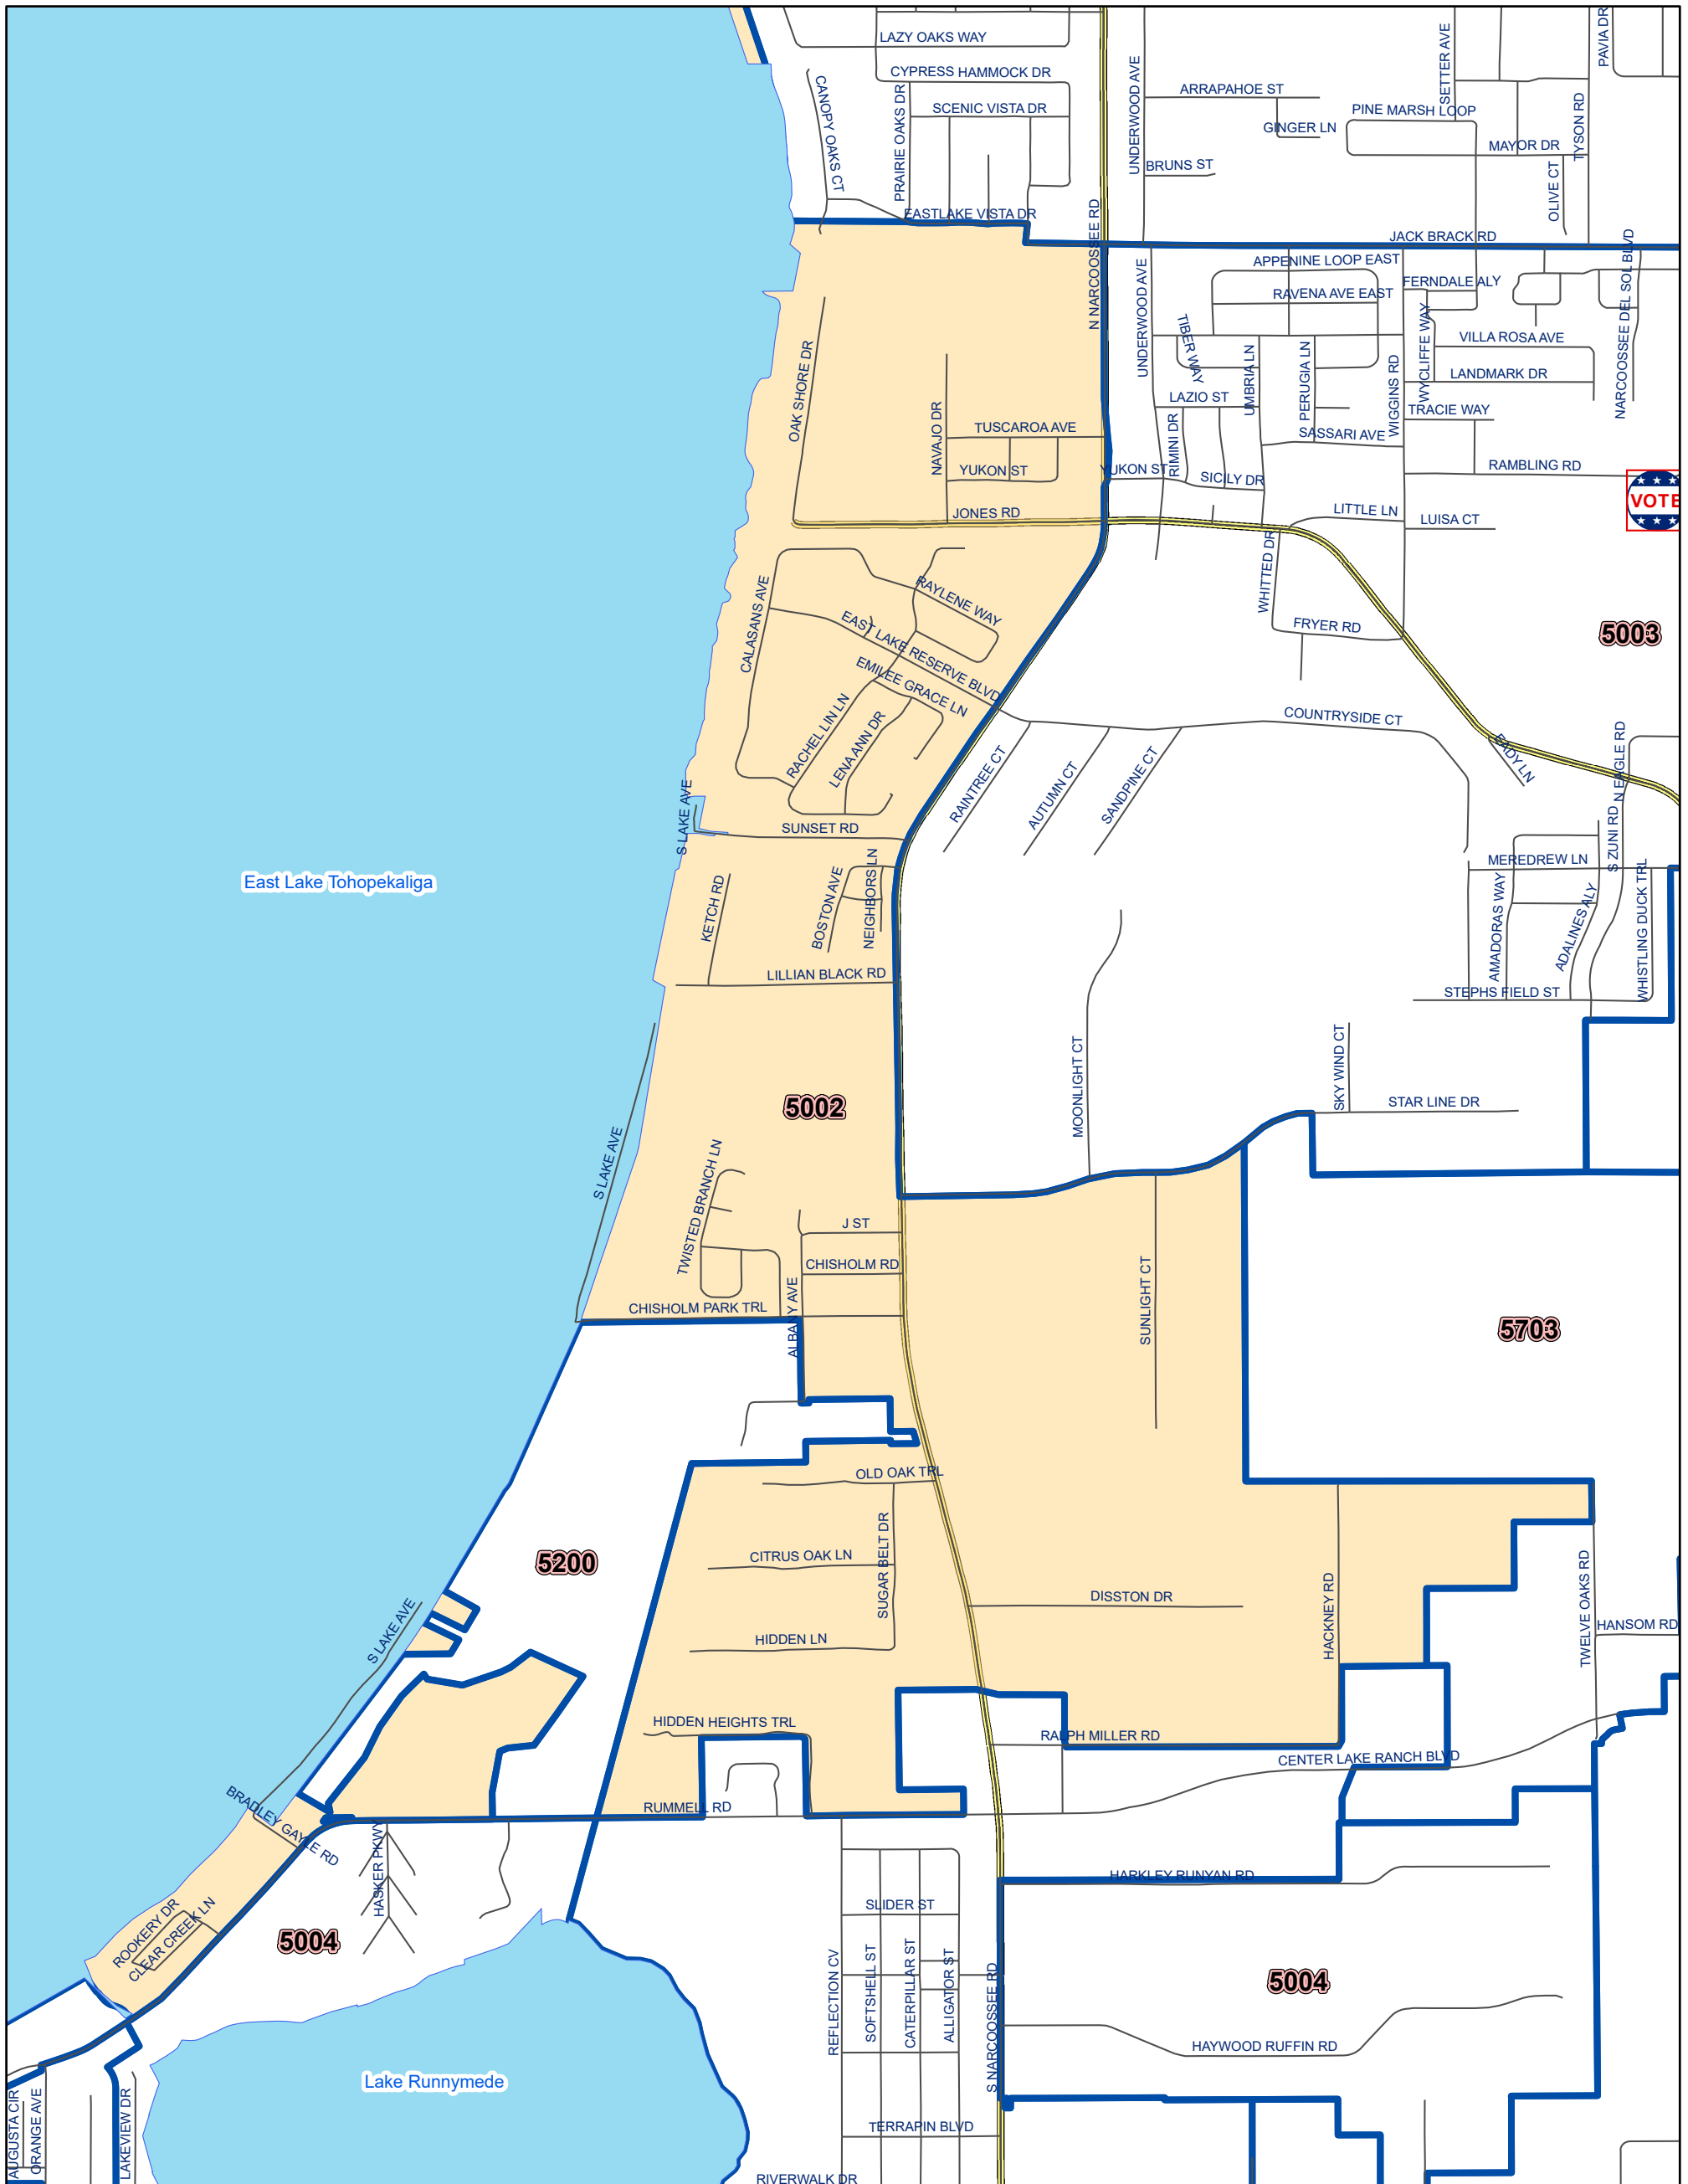 LAZY OAKS WAY
CYPRESS HAMMOCK DR
SCENIC VISTA DR
CANOPY OAKS CT
PRAIRIE OAKS DR
EASTLAKE VISTA DR
UNDERWOOD AVE
ARRAPAHOE ST
GINGER LN
BRUNS ST
SETTER AVE
PINE MARSH LOOP
MAYOR DR
TYSON RD
PAVIA DR
OLIVE CT
JACK BRACK RD
N NARCOOSSEE RD
UNDERWOOD AVE
APPENINE LOOP EAST
RAVENA AVE EAST
FERNDALE ALY
NARCOOSSEE DEL SOL BLVD
TIBER WAY
UMBRIA LN
PERUGIA LN
WIGGINS RD
WYCLIFFE WAY
VILLA ROSA AVE
LANDMARK DR
TRACIE WAY
LAZIO ST
SASSARI AVE
RIMINI DR
YUKON ST
SICILY DR
RAMBLING RD
VOTE
LITTLE LN
LUISA CT
OAK SHORE DR
NAVAJO DR
TUSCAROA AVE
YUKON ST
JONES RD
WHITTED DR
FRYER RD
5003
CALASANS AVE
RAYLENE WAY
EAST LAKE RESERVE BLVD
EMILEE GRACE LN
RACHEL LIN LN
LENA ANN DR
COUNTRYSIDE CT
RAINTREE CT
AUTUMN CT
SANDPINE CT
EADY LN
N EAGLE RD
S ZUNI RD
S LAKE AVE
SUNSET RD
East Lake Tohopekaliga
KETCH RD
BOSTON AVE
NEIGHBORS LN
LILLIAN BLACK RD
MEREDREW LN
AMADORAS WAY
ADALINES ALY
WHISTLING DUCK TRL
STEPHS FIELD ST
MOONLIGHT CT
SKY WIND CT
STAR LINE DR
5002
S LAKE AVE
TWISTED BRANCH LN
J ST
CHISHOLM RD
CHISHOLM PARK TRL
ALBANY AVE
SUNLIGHT CT
5703
OLD OAK TRL
5200
CITRUS OAK LN
SUGAR BELT DR
HIDDEN LN
DISSTON DR
HACKNEY RD
TWELVE OAKS RD
HANSOM RD
S LAKE AVE
HIDDEN HEIGHTS TRL
RALPH MILLER RD
CENTER LAKE RANCH BLVD
RUMMELL RD
BRADLEY GAYLE RD
HASKER PKWY
HARKLEY RUNYAN RD
ROOKERY DR
CLEAR CREEK LN
5004
SLIDER ST
REFLECTION CV
SOFTSHELL ST
CATERPILLAR ST
ALLIGATOR ST
S NARCOOSSEE RD
5004
HAYWOOD RUFFIN RD
Lake Runnymede
AUGUSTA CIR
ORANGE AVE
LAKEVIEW DR
TERRAPIN BLVD
RIVERWALK DR